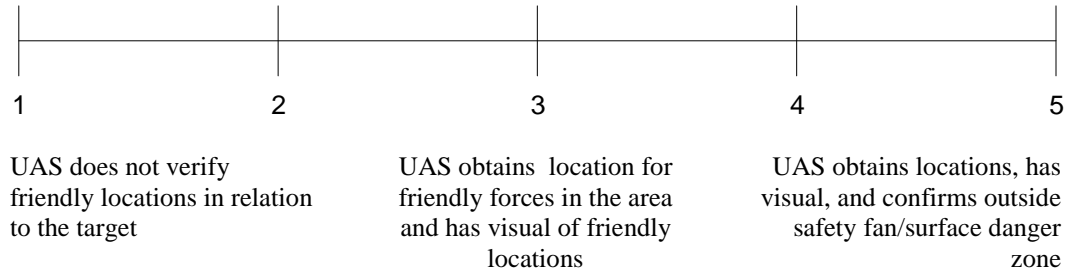 1 2 3 4 5
UAS does not verify
friendly locations in relation
to the target
UAS obtains location for
friendly forces in the area
and has visual of friendly
locations
UAS obtains locations, has
visual, and confirms outside
safety fan/surface danger
zone